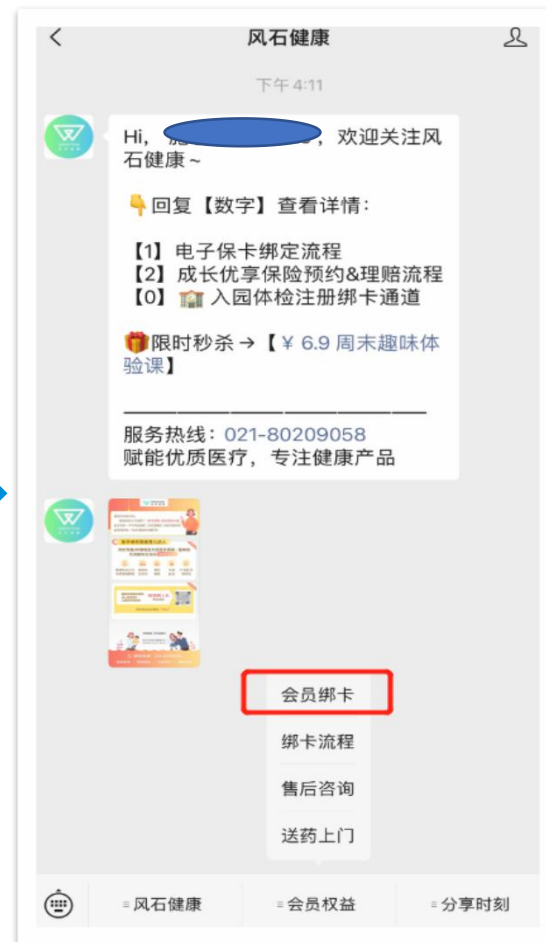 风石健康
下午 4:11
Hi,
，欢迎关注风
石健康～
👇回复【数字】查看详情：
【1】电子保卡绑定流程
【2】成长优享保险预约&理赔流程
【0】🏫 入园体检注册绑卡通道
🎁限时秒杀→【¥ 6.9 周末趣味体
验课】
服务热线：021-80209058
赋能优质医疗，专注健康产品
会员绑卡
绑卡流程
售后咨询
送药上门
风石健康
会员权益
分享时刻